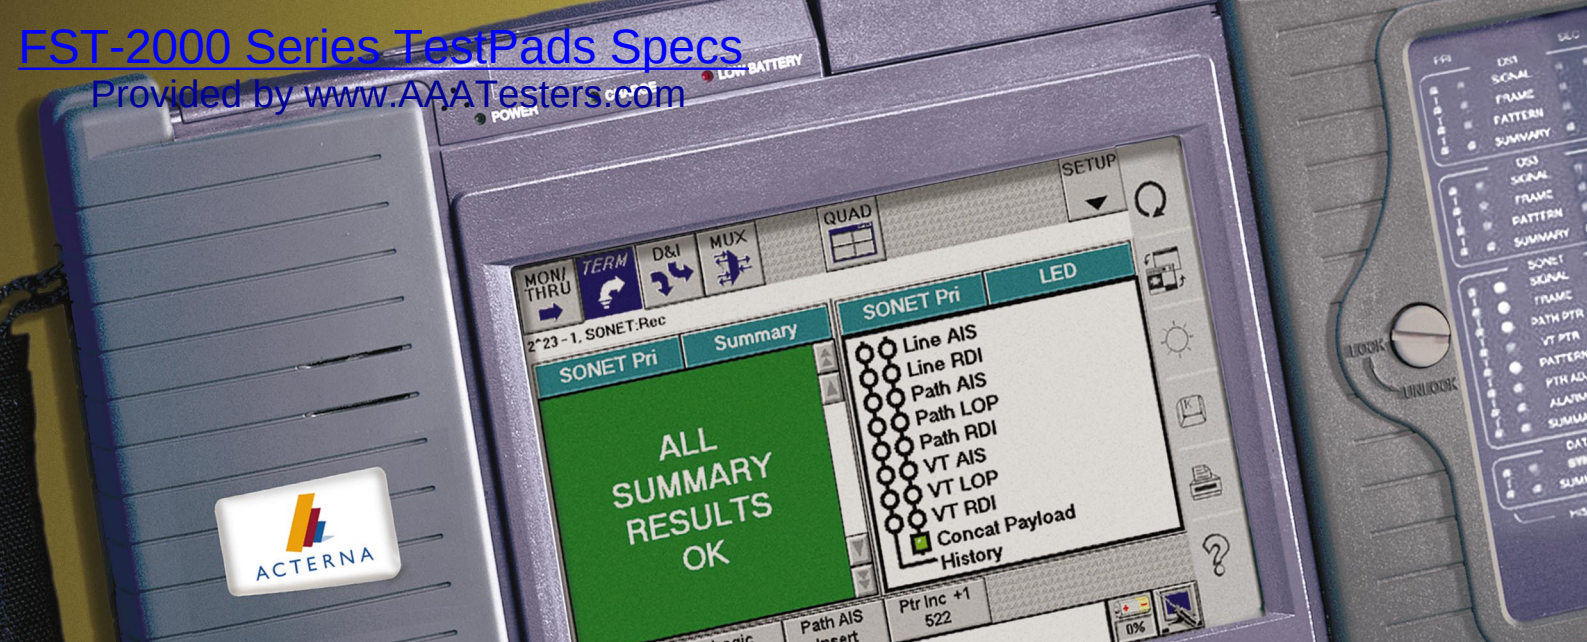 FST-2000 Series TestPads Specs
Provided by www.AAATesters.com
LOW BATTERY
POWER
SETUP
QUAD
MUX
D&I
TERM
MON/
THRU
2^23-1, SONET:Rec
SONET Pri
Summary
SONET Pri
LED
ALL
SUMMARY
RESULTS
OK
Line AIS
Line RDI
Path AIS
Path LOP
Path RDI
VT AIS
VT LOP
VT RDI
Concat Payload
History
Path AIS
Insert
Ptr Inc +1
522
0%
ACTERNA
LOCK
UNLOCK
PRI
SEC
DS1
SIGNAL
FRAME
PATTERN
SUMMARY
DS3
SIGNAL
FRAME
PATTERN
SUMMARY
SONET
SIGNAL
FRAME
PATH PTR
VT PTR
PATTERN